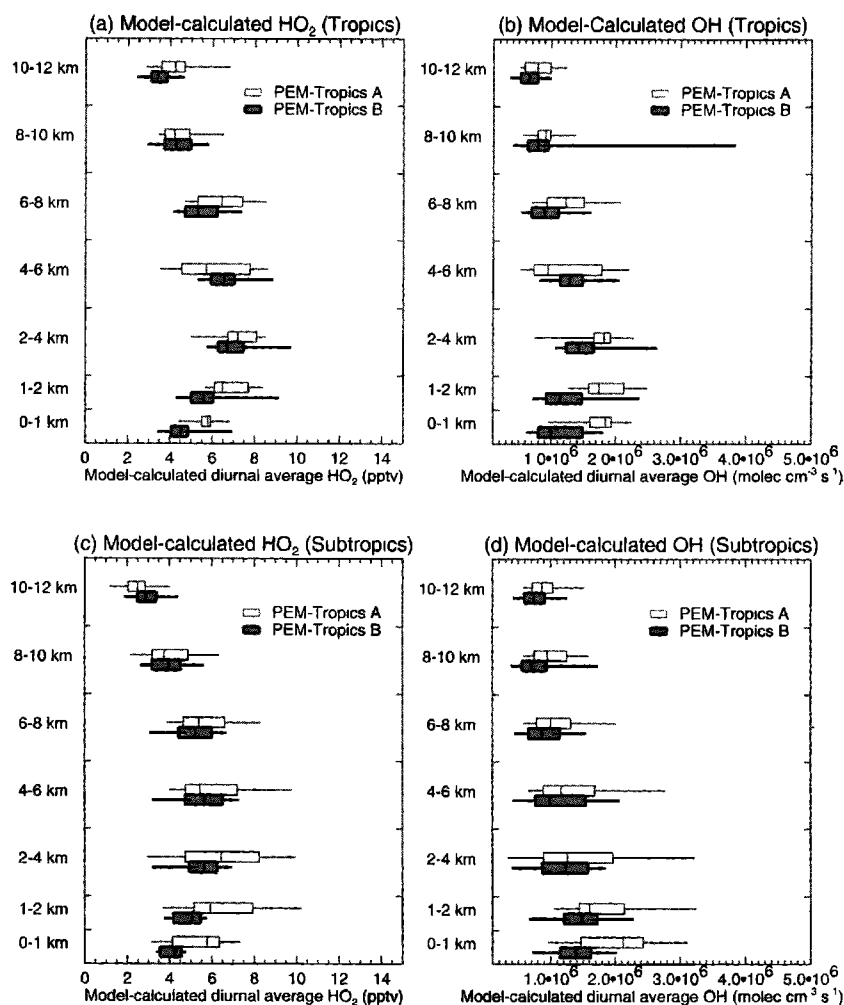 (a) Model-calculated HO2 (Tropics)
10-12 km
8-10 km
6-8 km
4-6 km
2-4 km
1-2 km
0-1 km
PEM-Tropics A
PEM-Tropics B
0 2 4 6 8 10 12 14
Model-calculated diurnal average HO2 (pptv)
(b) Model-Calculated OH (Tropics)
10-12 km
8-10 km
6-8 km
4-6 km
2-4 km
1-2 km
0-1 km
PEM-Tropics A
PEM-Tropics B
1.0•10^6 2.0•10^6 3.0•10^6 4.0•10^6 5.0•10^6
Model-calculated diurnal average OH (molec cm^-3 s^-1)
(c) Model-calculated HO2 (Subtropics)
10-12 km
8-10 km
6-8 km
4-6 km
2-4 km
1-2 km
0-1 km
PEM-Tropics A
PEM-Tropics B
0 2 4 6 8 10 12 14
Model-calculated diurnal average HO2 (pptv)
(d) Model-calculated OH (Subtropics)
10-12 km
8-10 km
6-8 km
4-6 km
2-4 km
1-2 km
0-1 km
PEM-Tropics A
PEM-Tropics B
1.0•10^6 2.0•10^6 3.0•10^6 4.0•10^6 5.0•10^6
Model-calculated diurnal average OH (molec cm^-3 s^-1)